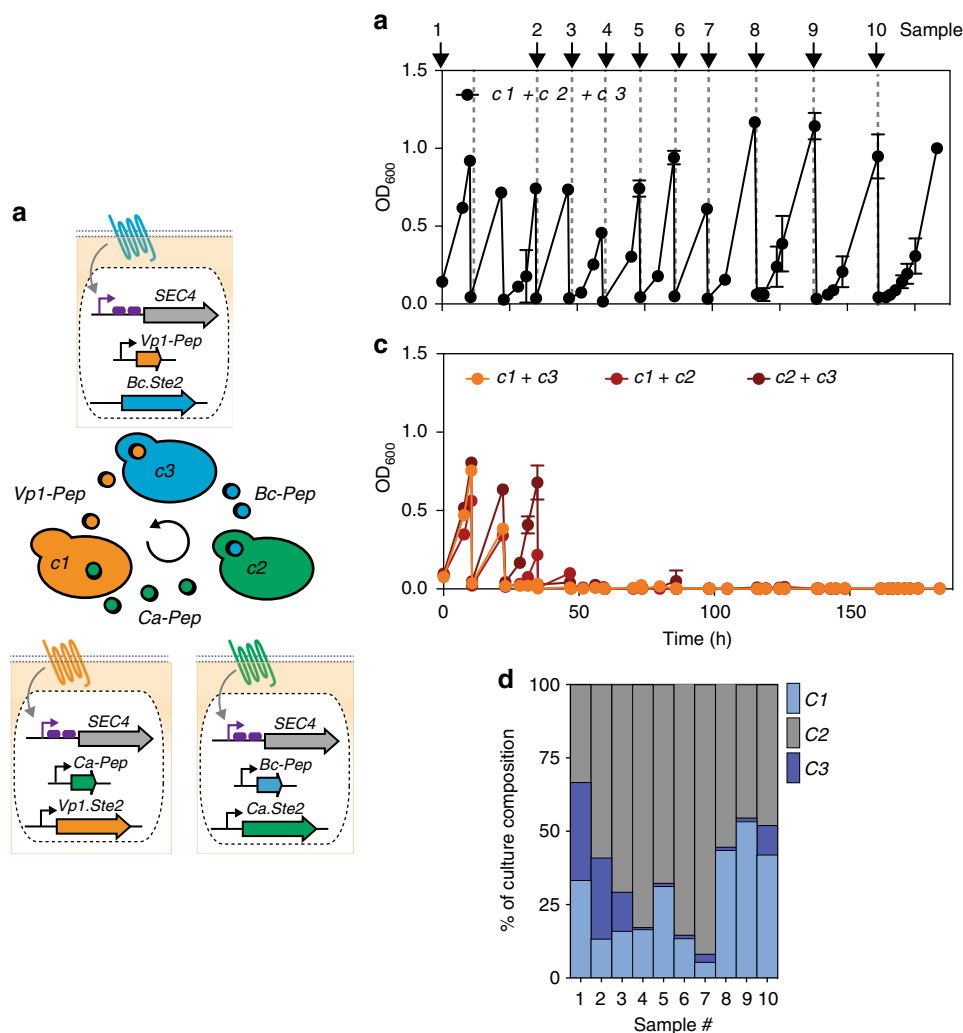 a
SEC4
Vp1-Pep
Bc.Ste2
c3
Vp1-Pep
Bc-Pep
c1
c2
Ca-Pep
SEC4
Ca-Pep
Vp1.Ste2
SEC4
Bc-Pep
Ca.Ste2
a
1 2 3 4 5 6 7 8 9 10 Sample
c1 + c2 + c3
OD600
1.5
1.0
0.5
0.0
c
c1 + c3 c1 + c2 c2 + c3
OD600
1.5
1.0
0.5
0.0
0 50 100 150
Time (h)
d
% of culture composition
100
75
50
25
0
1 2 3 4 5 6 7 8 9 10
Sample #
C1
C2
C3